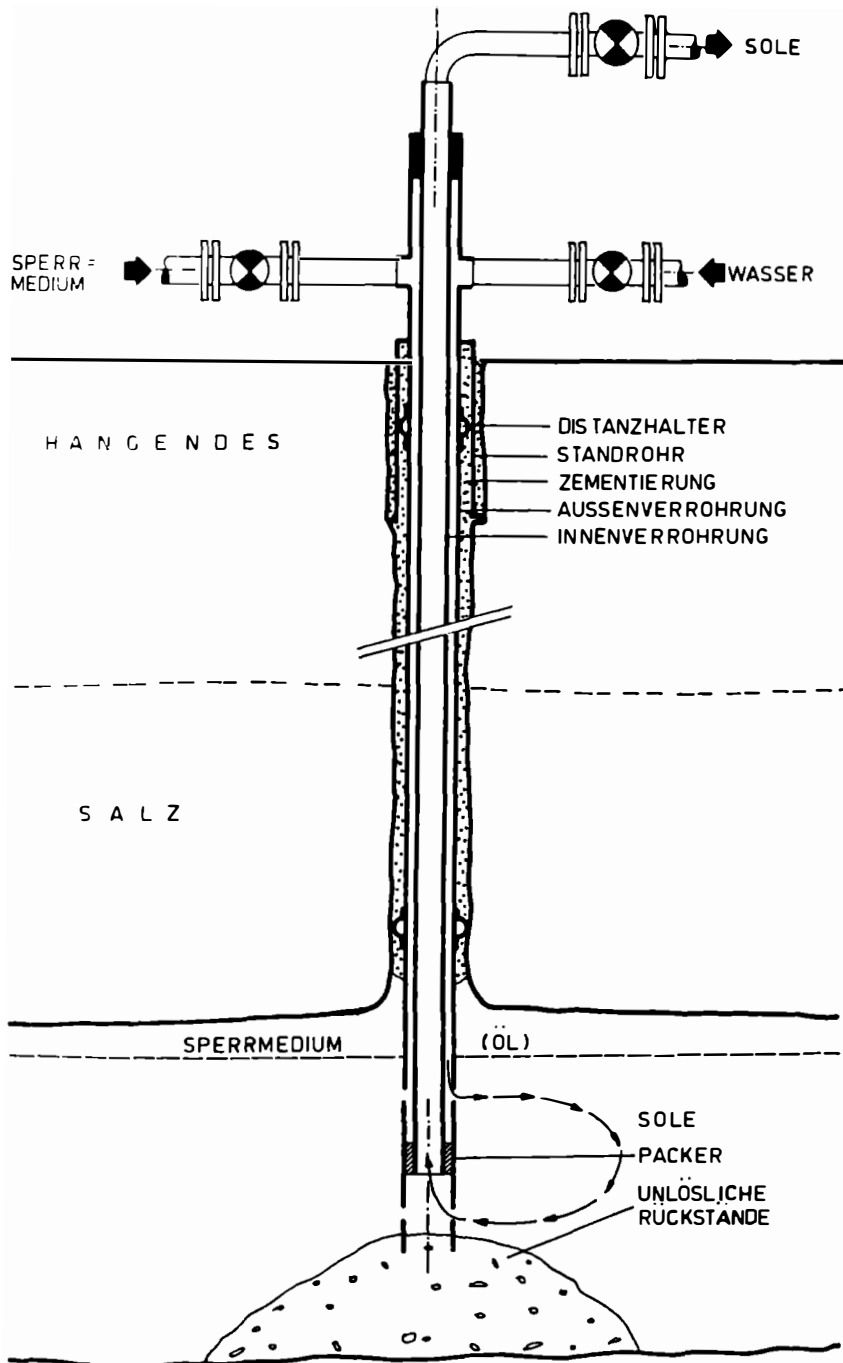 SOLE
SPERR=
MEDIUM
WASSER
HANGENDES
DISTANZHALTER
STANDROHR
ZEMENTIERUNG
AUSSENVERROHRUNG
INNENVERROHRUNG
SALZ
SPERRMEDIUM (ÖL)
SOLE
PACKER
UNLÖSLICHE
RÜCKSTÄNDE